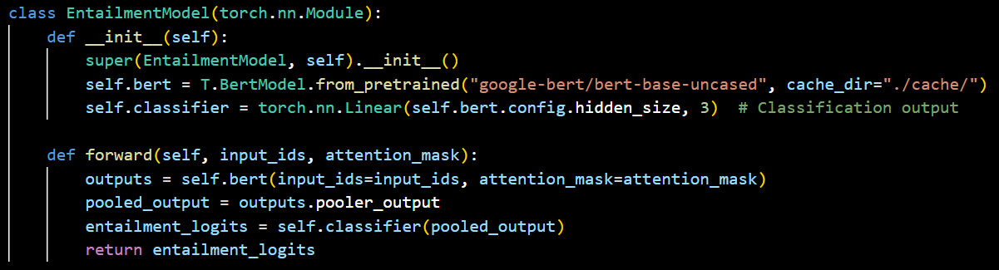 class EntailmentModel(torch.nn.Module):
    def __init__(self):
        super(EntailmentModel, self).__init__()
        self.bert = T.BertModel.from_pretrained("google-bert/bert-base-uncased", cache_dir="./cache/")
        self.classifier = torch.nn.Linear(self.bert.config.hidden_size, 3)  # Classification output
    def forward(self, input_ids, attention_mask):
        outputs = self.bert(input_ids=input_ids, attention_mask=attention_mask)
        pooled_output = outputs.pooler_output
        entailment_logits = self.classifier(pooled_output)
        return entailment_logits